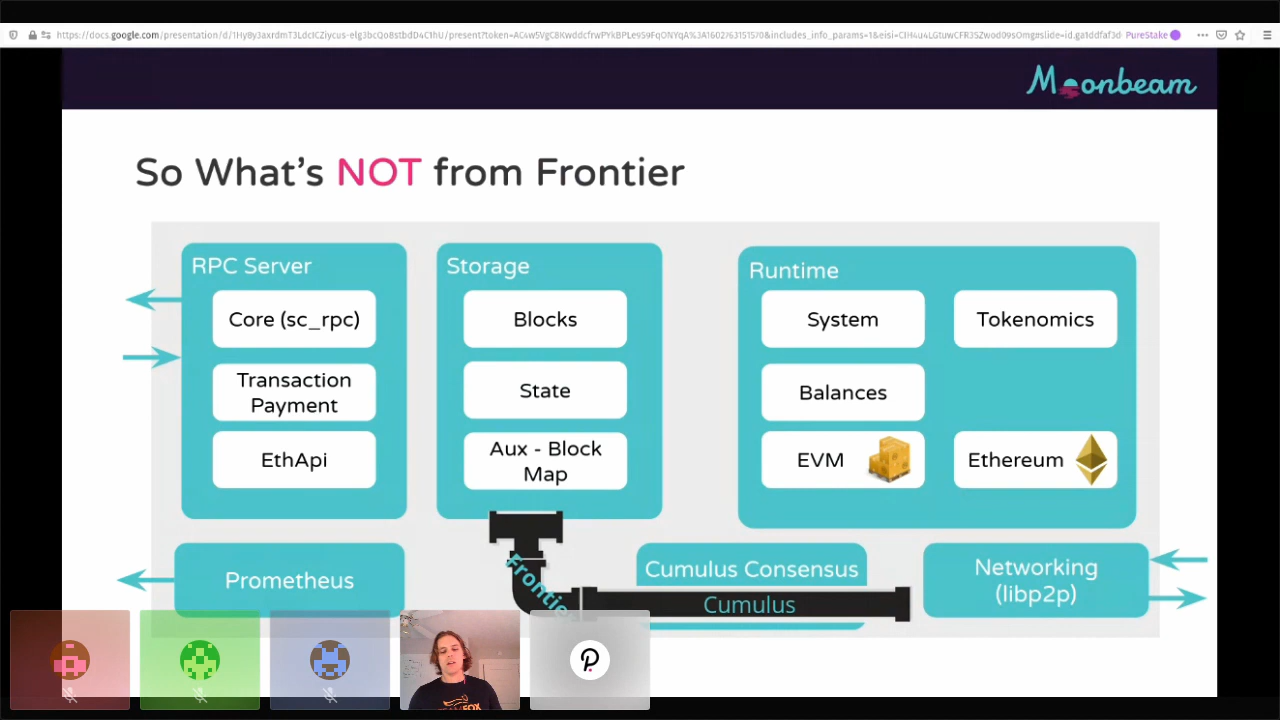 PureStake
Moonbeam
So What's NOT from Frontier
RPC Server
Core (sc_rpc)
Transaction
Payment
EthApi
Storage
Blocks
State
Aux - Block
Map
Runtime
System
Tokenomics
Balances
EVM
Ethereum
Prometheus
Frontie
Cumulus Consensus
Cumulus
Networking
(libp2p)